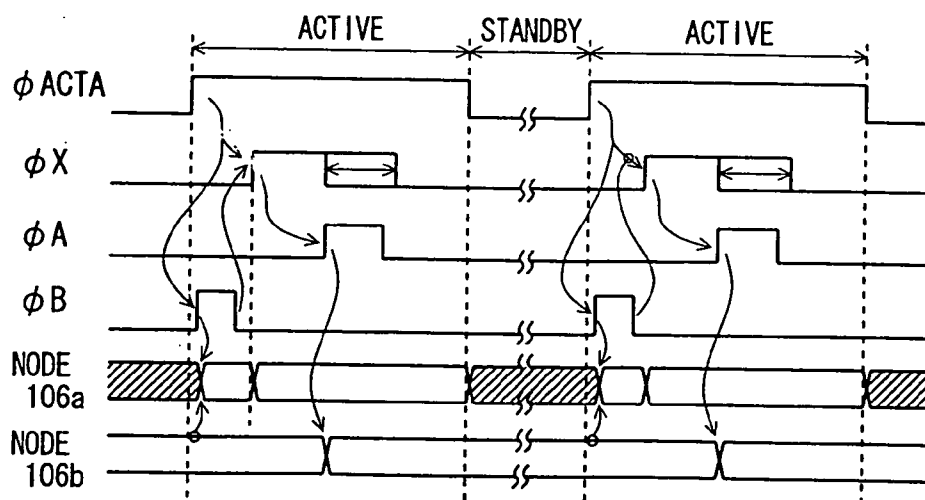 ACTIVE STANDBY ACTIVE
φACTA
φX
φA
φB
NODE
106a
NODE
106b